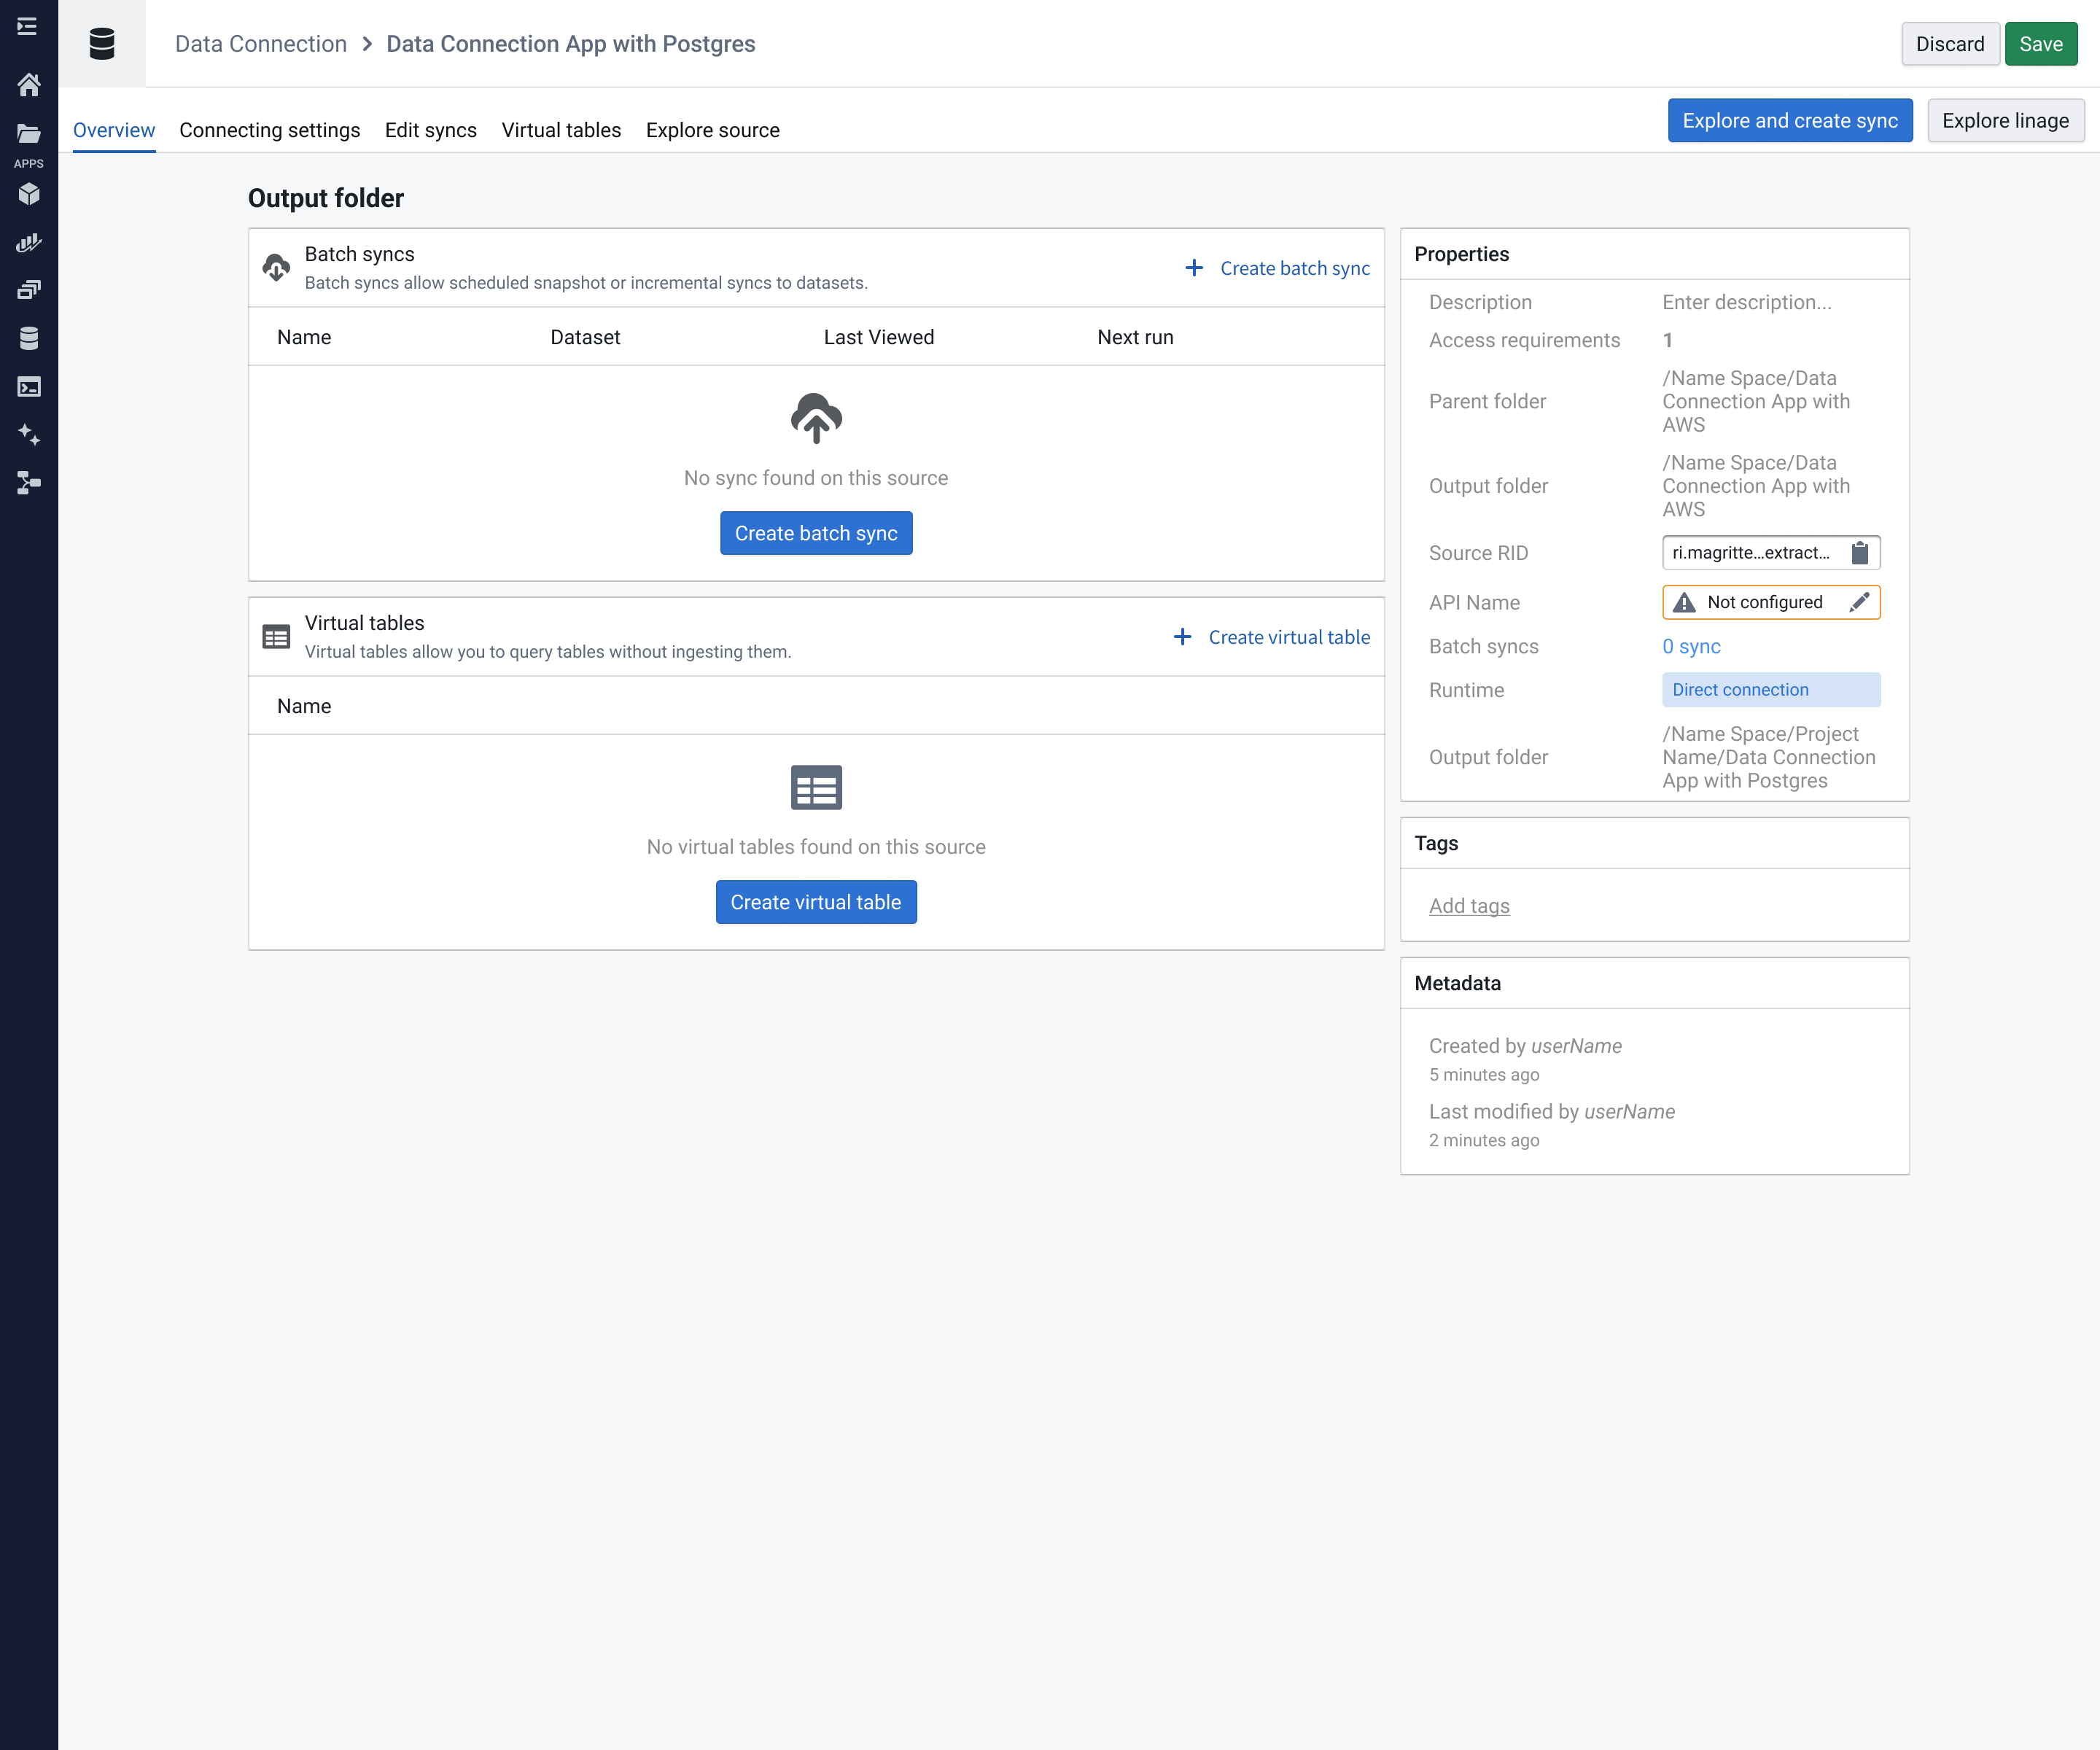 Data Connection > Data Connection App with Postgres
Discard
Save
Overview
Connecting settings
Edit syncs
Virtual tables
Explore source
Explore and create sync
Explore linage
APPS
Output folder
Batch syncs
Batch syncs allow scheduled snapshot or incremental syncs to datasets.
Create batch sync
Name
Dataset
Last Viewed
Next run
No sync found on this source
Create batch sync
Virtual tables
Virtual tables allow you to query tables without ingesting them.
Create virtual table
Name
No virtual tables found on this source
Create virtual table
Properties
Description
Enter description...
Access requirements
1
Parent folder
/Name Space/Data
Connection App with
AWS
Output folder
/Name Space/Data
Connection App with
AWS
Source RID
ri.magritte...extract...
API Name
Not configured
Batch syncs
0 sync
Runtime
Direct connection
Output folder
/Name Space/Project
Name/Data Connection
App with Postgres
Tags
Add tags
Metadata
Created by userName
5 minutes ago
Last modified by userName
2 minutes ago